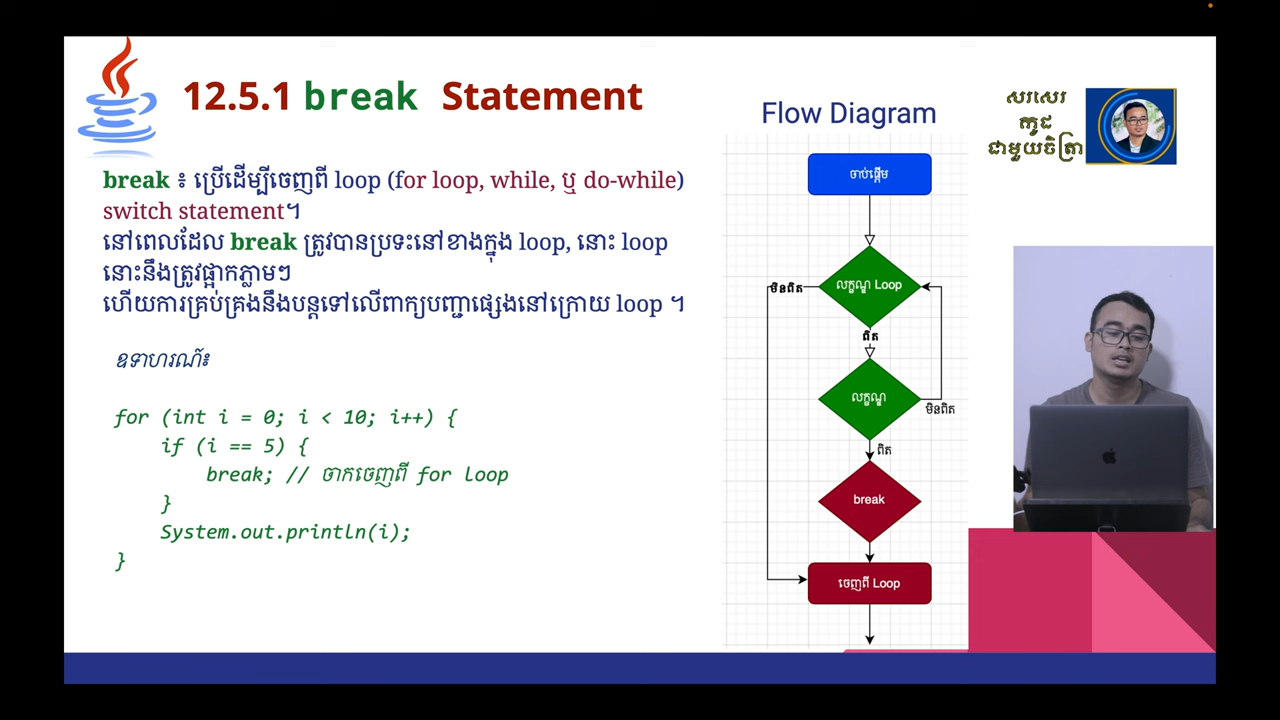 12.5.1 break Statement
break ៖ ប្រើដើម្បីចេញពី loop (for loop, while, ឬ do-while)
switch statement។
នៅពេលដែល break ត្រូវបានប្រទះនៅខាងក្នុង loop, នោះ loop
នោះនឹងត្រូវផ្អាកភ្លាមៗ
ហើយការគ្រប់គ្រងនឹងបន្តទៅលើពាក្យបញ្ជាផ្សេងនៅក្រោយ loop ។
ឧទាហរណ៍៖
for (int i = 0; i < 10; i++) {
if (i == 5) {
break; // ចាកចេញពី for loop
}
System.out.println(i);
}
Flow Diagram
ចាប់ផ្តើម
លក្ខណ្ឌ Loop
មិនពិត
ពិត
លក្ខណ្ឌ
មិនពិត
ពិត
break
ចេញពី Loop
សរសេរ
កូដ
ជាមួយចិត្រា